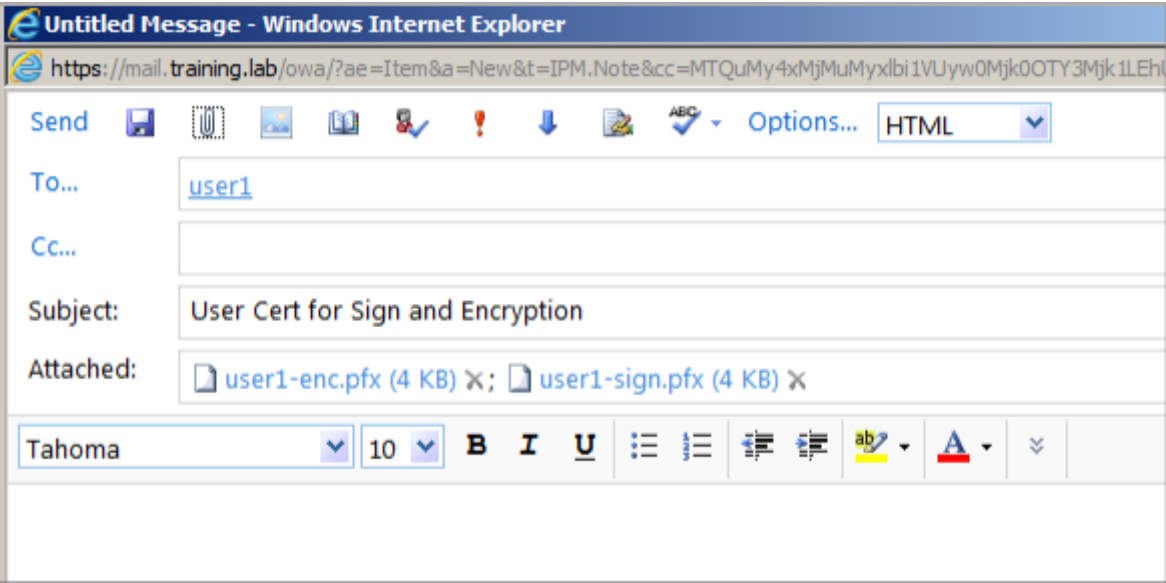 Untitled Message - Windows Internet Explorer
https://mail.training.lab/owa/?ae=Item&a=New&t=IPM.Note&cc=
Send ABC Options... HTML
To... user1
Cc...
Subject: User Cert for Sign and Encryption
Attached: user1-enc.pfx (4 KB) ; user1-sign.pfx (4 KB)
Tahoma 10 B I U ab A